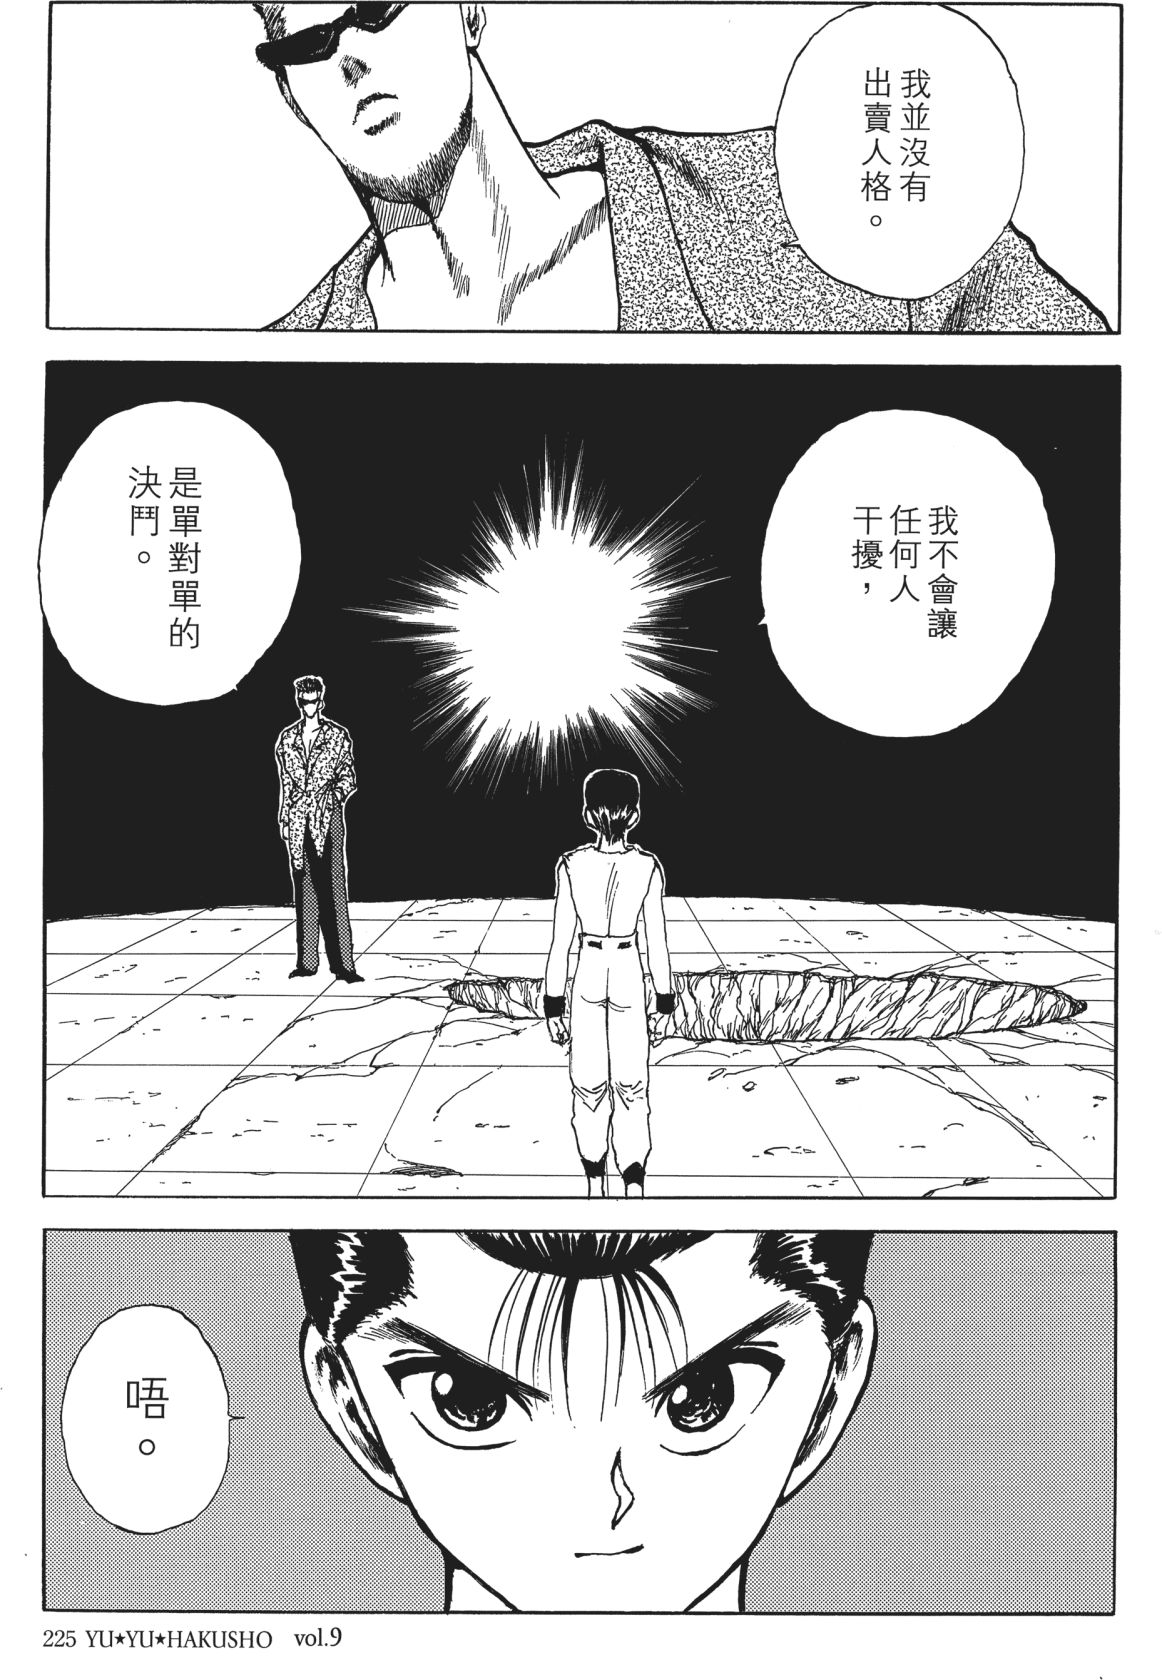 我並沒有
出賣人格。
我不會讓
任何人
干擾，
是單對單的
決鬥。
唔。
225 YU★YU★HAKUSHO vol.9